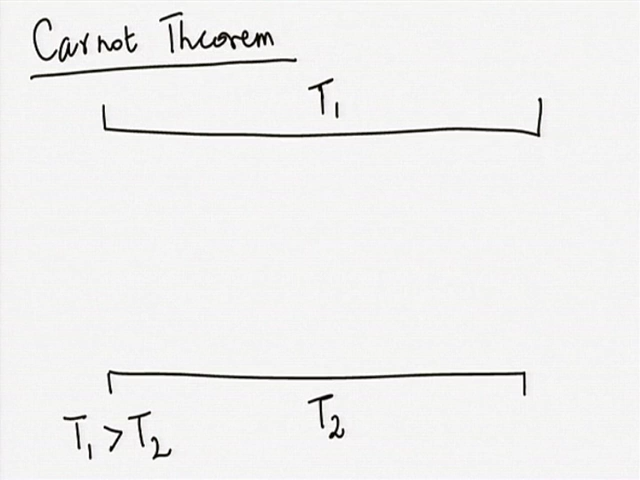 Carnot Theorem
T₁
T₂
T₁ > T₂